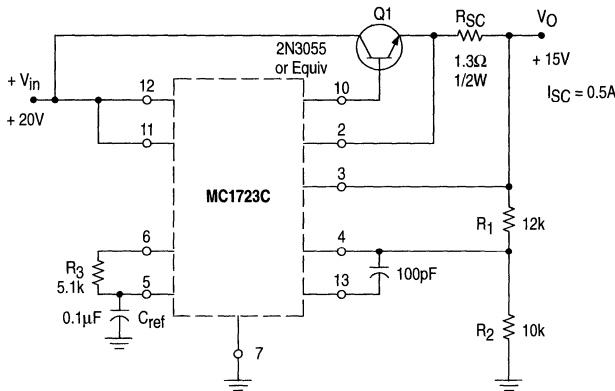 Q1
RSC
VO
2N3055
or Equiv
1.3Ω
1/2W
+ 15V
+ Vin
12
10
ISC = 0.5A
+ 20V
11
2
3
MC1723C
R1
12k
6
4
R3
5.1k
5
13
100pF
0.1µF
Cref
R2
10k
7